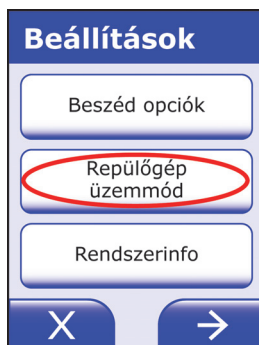 Beállítások
Beszéd opciók
Repülőgép
üzemmód
Rendszerinfo
X →